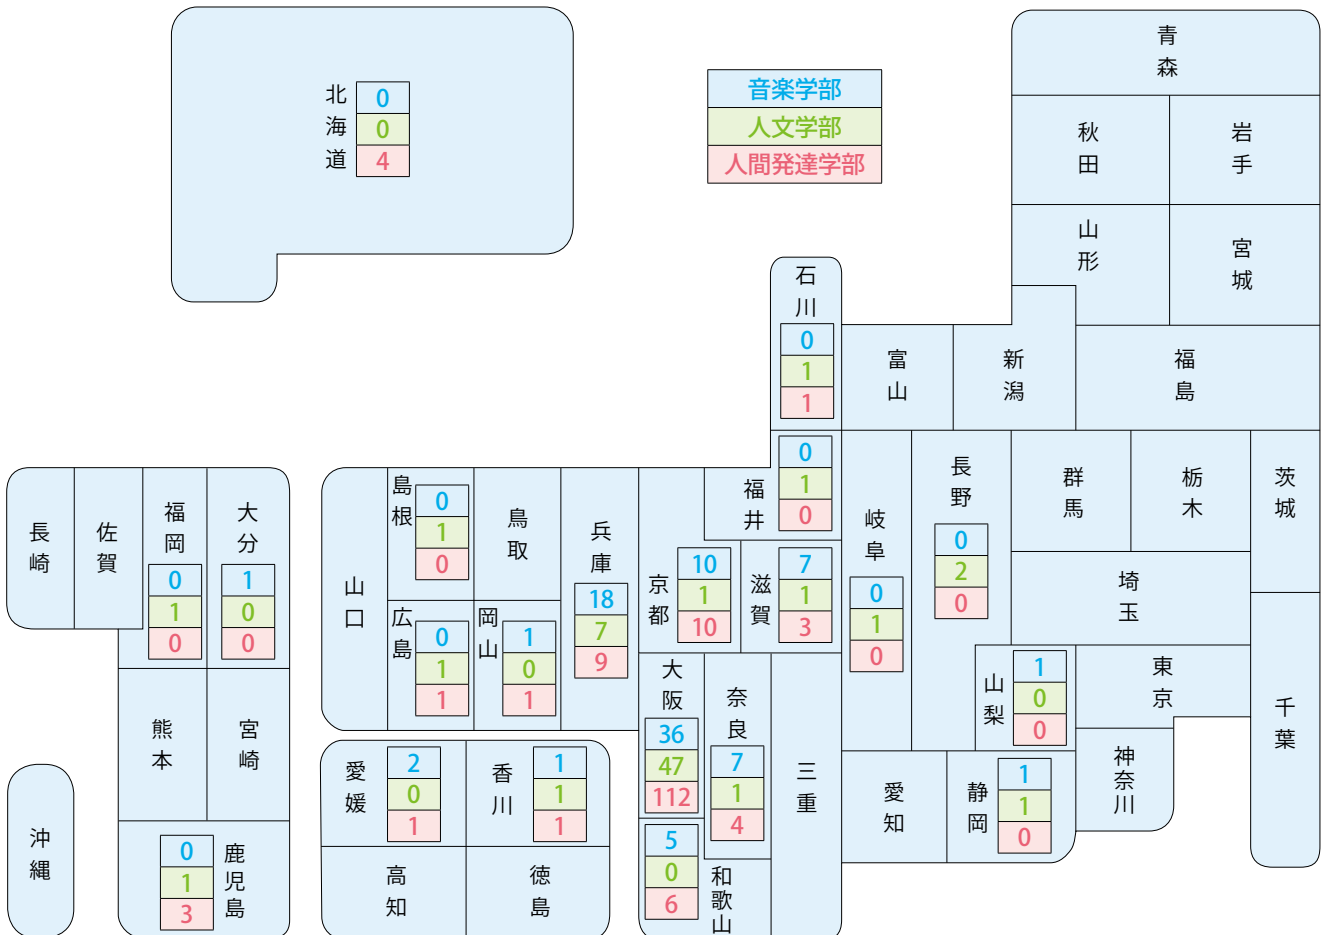 北海道
0
0
4
音楽学部
人文学部
人間発達学部
青森
秋田
岩手
山形
宮城
石川
0
1
1
富山
新潟
福島
福井
0
1
0
岐阜
0
1
0
長野
0
2
0
群馬
栃木
茨城
埼玉
山梨
1
0
0
東京
千葉
神奈川
愛知
静岡
1
1
0
長崎
佐賀
福岡
0
1
0
大分
1
0
0
熊本
宮崎
鹿児島
0
1
3
沖縄
山口
島根
0
1
0
鳥取
広島
0
1
1
岡山
1
0
1
兵庫
18
7
9
京都
10
1
10
滋賀
7
1
3
大阪
36
47
112
奈良
7
1
4
三重
和歌山
5
0
6
愛媛
2
0
1
香川
1
1
1
高知
徳島